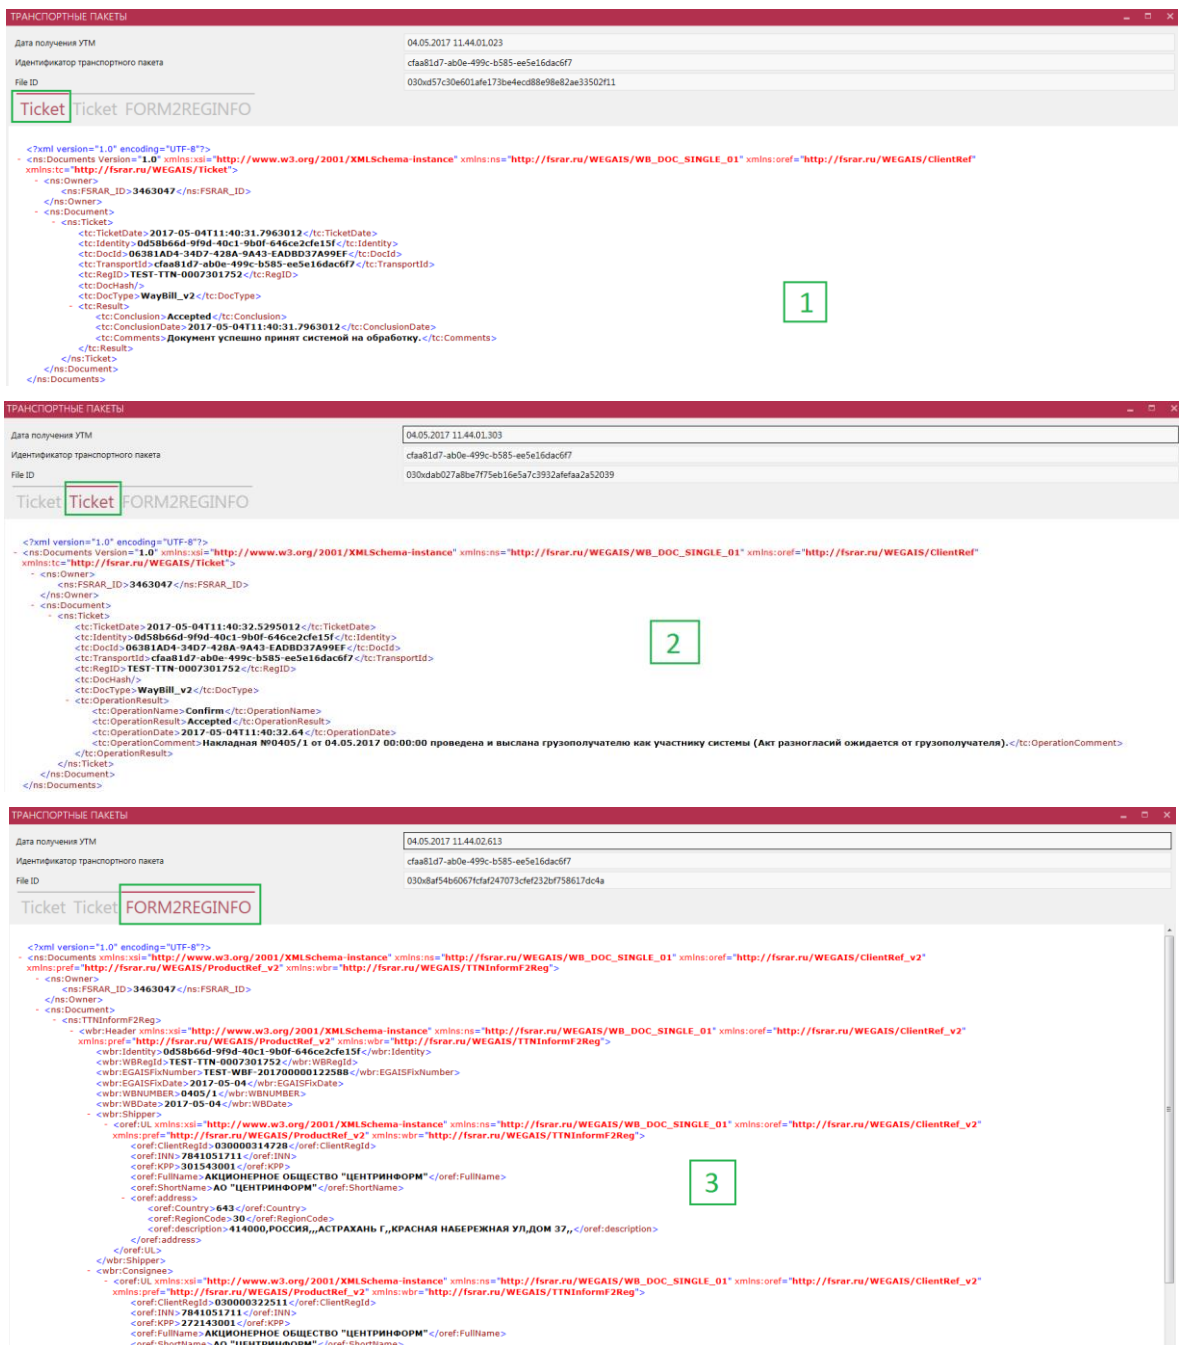 ТРАНСПОРТНЫЕ ПАКЕТЫ
Дата получения УТМ 04.05.2017 11.44.01.023
Идентификатор транспортного пакета cfaa81d7-ab0e-499c-b585-ee5e16dac6f7
File ID 030xd57c30e601afe173be4ecd88e98e82ae33502f11
Ticket Ticket FORM2REGINFO
<?xml version="1.0" encoding="UTF-8"?>
- <ns:Documents Version="1.0" xmlns:xsi="http://www.w3.org/2001/XMLSchema-instance" xmlns:ns="http://fsrar.ru/WEGAIS/WB_DOC_SINGLE_01" xmlns:oref="http://fsrar.ru/WEGAIS/ClientRef"
xmlns:tc="http://fsrar.ru/WEGAIS/Ticket">
- <ns:Owner>
<ns:FSRAR_ID>3463047</ns:FSRAR_ID>
</ns:Owner>
- <ns:Document>
- <ns:Ticket>
<tc:TicketDate>2017-05-04T11:40:31.7963012</tc:TicketDate>
<tc:Identity>0d58b66d-9f9d-40c1-9b0f-646ce2cfe15f</tc:Identity>
<tc:DocId>06381AD4-34D7-428A-9A43-EADBD37A99EF</tc:DocId>
<tc:TransportId>cfaa81d7-ab0e-499c-b585-ee5e16dac6f7</tc:TransportId>
<tc:RegID>TEST-TTN-0007301752</tc:RegID>
<tc:DocHash/>
<tc:DocType>WayBill_v2</tc:DocType>
- <tc:Result>
<tc:Conclusion>Accepted</tc:Conclusion>
<tc:ConclusionDate>2017-05-04T11:40:31.7963012</tc:ConclusionDate>
<tc:Comments>Документ успешно принят системой на обработку.</tc:Comments>
</tc:Result>
</ns:Ticket>
</ns:Document>
</ns:Documents>
1
ТРАНСПОРТНЫЕ ПАКЕТЫ
Дата получения УТМ 04.05.2017 11.44.01.303
Идентификатор транспортного пакета cfaa81d7-ab0e-499c-b585-ee5e16dac6f7
File ID 030xdab027a8be7f75eb16e5a7c3932afefaa2a52039
Ticket Ticket FORM2REGINFO
<?xml version="1.0" encoding="UTF-8"?>
- <ns:Documents Version="1.0" xmlns:xsi="http://www.w3.org/2001/XMLSchema-instance" xmlns:ns="http://fsrar.ru/WEGAIS/WB_DOC_SINGLE_01" xmlns:oref="http://fsrar.ru/WEGAIS/ClientRef"
xmlns:tc="http://fsrar.ru/WEGAIS/Ticket">
- <ns:Owner>
<ns:FSRAR_ID>3463047</ns:FSRAR_ID>
</ns:Owner>
- <ns:Document>
- <ns:Ticket>
<tc:TicketDate>2017-05-04T11:40:32.5295012</tc:TicketDate>
<tc:Identity>0d58b66d-9f9d-40c1-9b0f-646ce2cfe15f</tc:Identity>
<tc:DocId>06381AD4-34D7-428A-9A43-EADBD37A99EF</tc:DocId>
<tc:TransportId>cfaa81d7-ab0e-499c-b585-ee5e16dac6f7</tc:TransportId>
<tc:RegID>TEST-TTN-0007301752</tc:RegID>
<tc:DocHash/>
<tc:DocType>WayBill_v2</tc:DocType>
- <tc:OperationResult>
<tc:OperationName>Confirm</tc:OperationName>
<tc:OperationResult>Accepted</tc:OperationResult>
<tc:OperationDate>2017-05-04T11:40:32.64</tc:OperationDate>
<tc:OperationComment>Накладная №0405/1 от 04.05.2017 00:00:00 проведена и выслана грузополучателю как участнику системы (Акт разногласий ожидается от грузополучателя).</tc:OperationComment>
</tc:OperationResult>
</ns:Ticket>
</ns:Document>
</ns:Documents>
2
ТРАНСПОРТНЫЕ ПАКЕТЫ
Дата получения УТМ 04.05.2017 11.44.02.613
Идентификатор транспортного пакета cfaa81d7-ab0e-499c-b585-ee5e16dac6f7
File ID 030x8af54b6067fcfaf247073cfef232bf758617dc4a
Ticket Ticket FORM2REGINFO
<?xml version="1.0" encoding="UTF-8"?>
- <ns:Documents xmlns:xsi="http://www.w3.org/2001/XMLSchema-instance" xmlns:ns="http://fsrar.ru/WEGAIS/WB_DOC_SINGLE_01" xmlns:oref="http://fsrar.ru/WEGAIS/ClientRef_v2"
xmlns:pref="http://fsrar.ru/WEGAIS/ProductRef_v2" xmlns:wbr="http://fsrar.ru/WEGAIS/TTNInformF2Reg">
- <ns:Owner>
<ns:FSRAR_ID>3463047</ns:FSRAR_ID>
</ns:Owner>
- <ns:Document>
- <ns:TTNInformF2Reg>
- <wbr:Header xmlns:xsi="http://www.w3.org/2001/XMLSchema-instance" xmlns:ns="http://fsrar.ru/WEGAIS/WB_DOC_SINGLE_01" xmlns:oref="http://fsrar.ru/WEGAIS/ClientRef_v2"
xmlns:pref="http://fsrar.ru/WEGAIS/ProductRef_v2" xmlns:wbr="http://fsrar.ru/WEGAIS/TTNInformF2Reg">
<wbr:Identity>0d58b66d-9f9d-40c1-9b0f-646ce2cfe15f</wbr:Identity>
<wbr:WBRegId>TEST-TTN-0007301752</wbr:WBRegId>
<wbr:EGAISFixNumber>TEST-WBF-201700000122588</wbr:EGAISFixNumber>
<wbr:EGAISFixDate>2017-05-04</wbr:EGAISFixDate>
<wbr:WBNUMBER>0405/1</wbr:WBNUMBER>
<wbr:WBDate>2017-05-04</wbr:WBDate>
- <wbr:Shipper>
- <oref:UL xmlns:xsi="http://www.w3.org/2001/XMLSchema-instance" xmlns:ns="http://fsrar.ru/WEGAIS/WB_DOC_SINGLE_01" xmlns:oref="http://fsrar.ru/WEGAIS/ClientRef_v2"
xmlns:pref="http://fsrar.ru/WEGAIS/ProductRef_v2" xmlns:wbr="http://fsrar.ru/WEGAIS/TTNInformF2Reg">
<oref:ClientRegId>030000314728</oref:ClientRegId>
<oref:INN>7841051711</oref:INN>
<oref:KPP>301543001</oref:KPP>
<oref:FullName>АКЦИОНЕРНОЕ ОБЩЕСТВО "ЦЕНТРИНФОРМ"</oref:FullName>
<oref:ShortName>АО "ЦЕНТРИНФОРМ"</oref:ShortName>
- <oref:address>
<oref:Country>643</oref:Country>
<oref:RegionCode>30</oref:RegionCode>
<oref:description>414000,РОССИЯ,,,АСТРАХАНЬ Г,,КРАСНАЯ НАБЕРЕЖНАЯ УЛ,ДОМ 37,,</oref:description>
</oref:address>
</oref:UL>
</wbr:Shipper>
- <wbr:Consignee>
- <oref:UL xmlns:xsi="http://www.w3.org/2001/XMLSchema-instance" xmlns:ns="http://fsrar.ru/WEGAIS/WB_DOC_SINGLE_01" xmlns:oref="http://fsrar.ru/WEGAIS/ClientRef_v2"
xmlns:pref="http://fsrar.ru/WEGAIS/ProductRef_v2" xmlns:wbr="http://fsrar.ru/WEGAIS/TTNInformF2Reg">
<oref:ClientRegId>030000322511</oref:ClientRegId>
<oref:INN>7841051711</oref:INN>
<oref:KPP>272143001</oref:KPP>
<oref:FullName>АКЦИОНЕРНОЕ ОБЩЕСТВО "ЦЕНТРИНФОРМ"</oref:FullName>
<oref:ShortName>АО "ЦЕНТРИНФОРМ"</oref:ShortName>
3